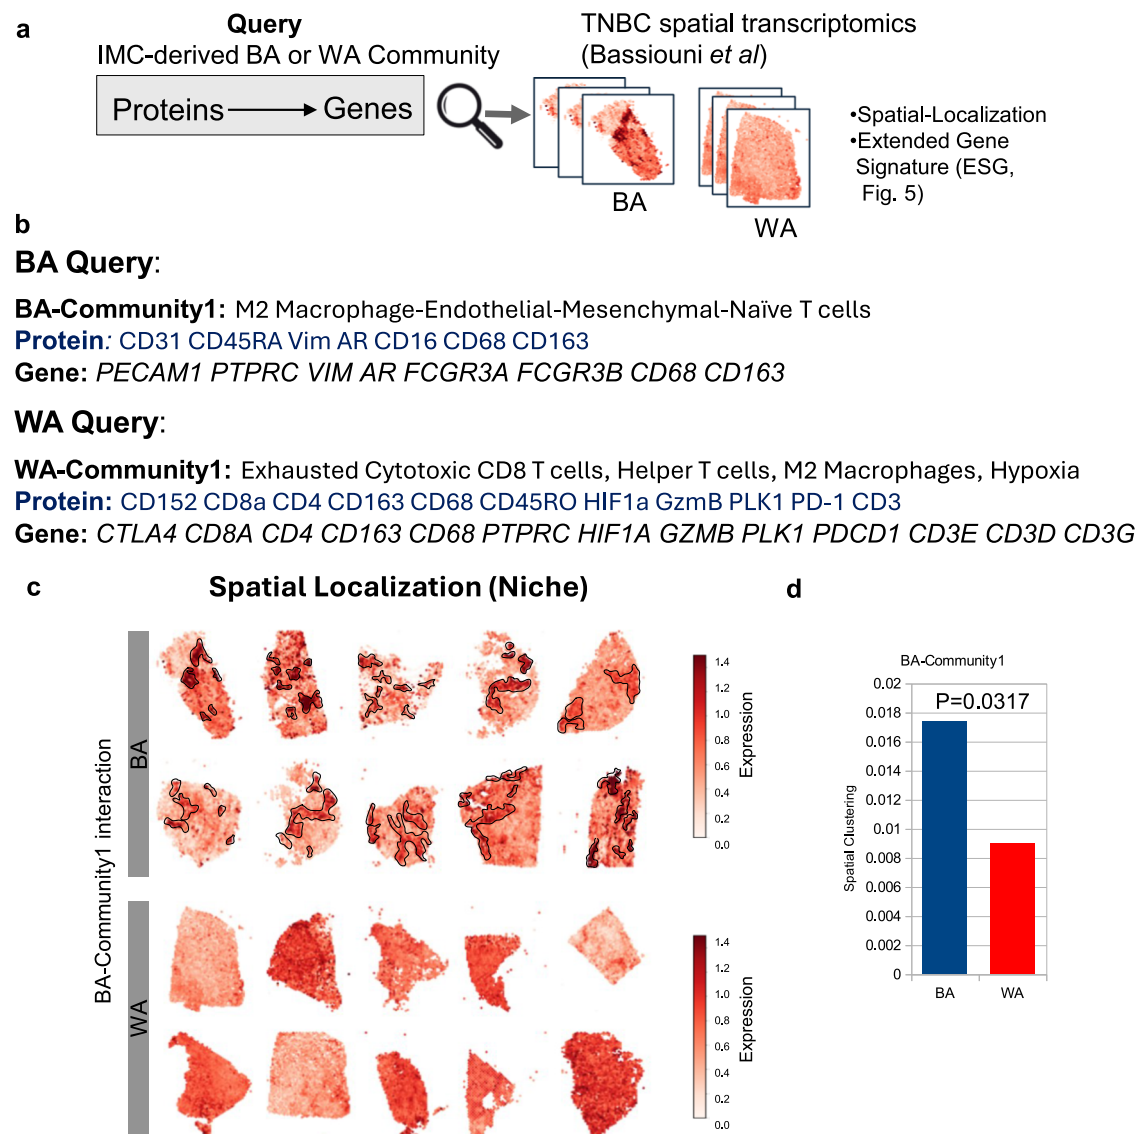 a
Query
IMC-derived BA or WA Community
Proteins
Genes
TNBC spatial transcriptomics
(Bassiouni et al)
BA
WA
•Spatial-Localization
•Extended Gene
Signature (ESG,
Fig. 5)
b
BA Query:
BA-Community1: M2 Macrophage-Endothelial-Mesenchymal-Naïve T cells
Protein: CD31 CD45RA Vim AR CD16 CD68 CD163
Gene: PECAM1 PTPRC VIM AR FCGR3A FCGR3B CD68 CD163
WA Query:
WA-Community1: Exhausted Cytotoxic CD8 T cells, Helper T cells, M2 Macrophages, Hypoxia
Protein: CD152 CD8a CD4 CD163 CD68 CD45RO HIF1a GzmB PLK1 PD-1 CD3
Gene: CTLA4 CD8A CD4 CD163 CD68 PTPRC HIF1A GZMB PLK1 PDCD1 CD3E CD3D CD3G
c
Spatial Localization (Niche)
BA-Community1 interaction
BA
1.4
1.2
1.0
0.8
0.6
0.4
0.2
0.0
Expression
WA
1.4
1.2
1.0
0.8
0.6
0.4
0.2
0.0
Expression
d
BA-Community1
P=0.0317
Spatial Clustering
0.02
0.018
0.016
0.014
0.012
0.01
0.008
0.006
0.004
0.002
0
BA
WA